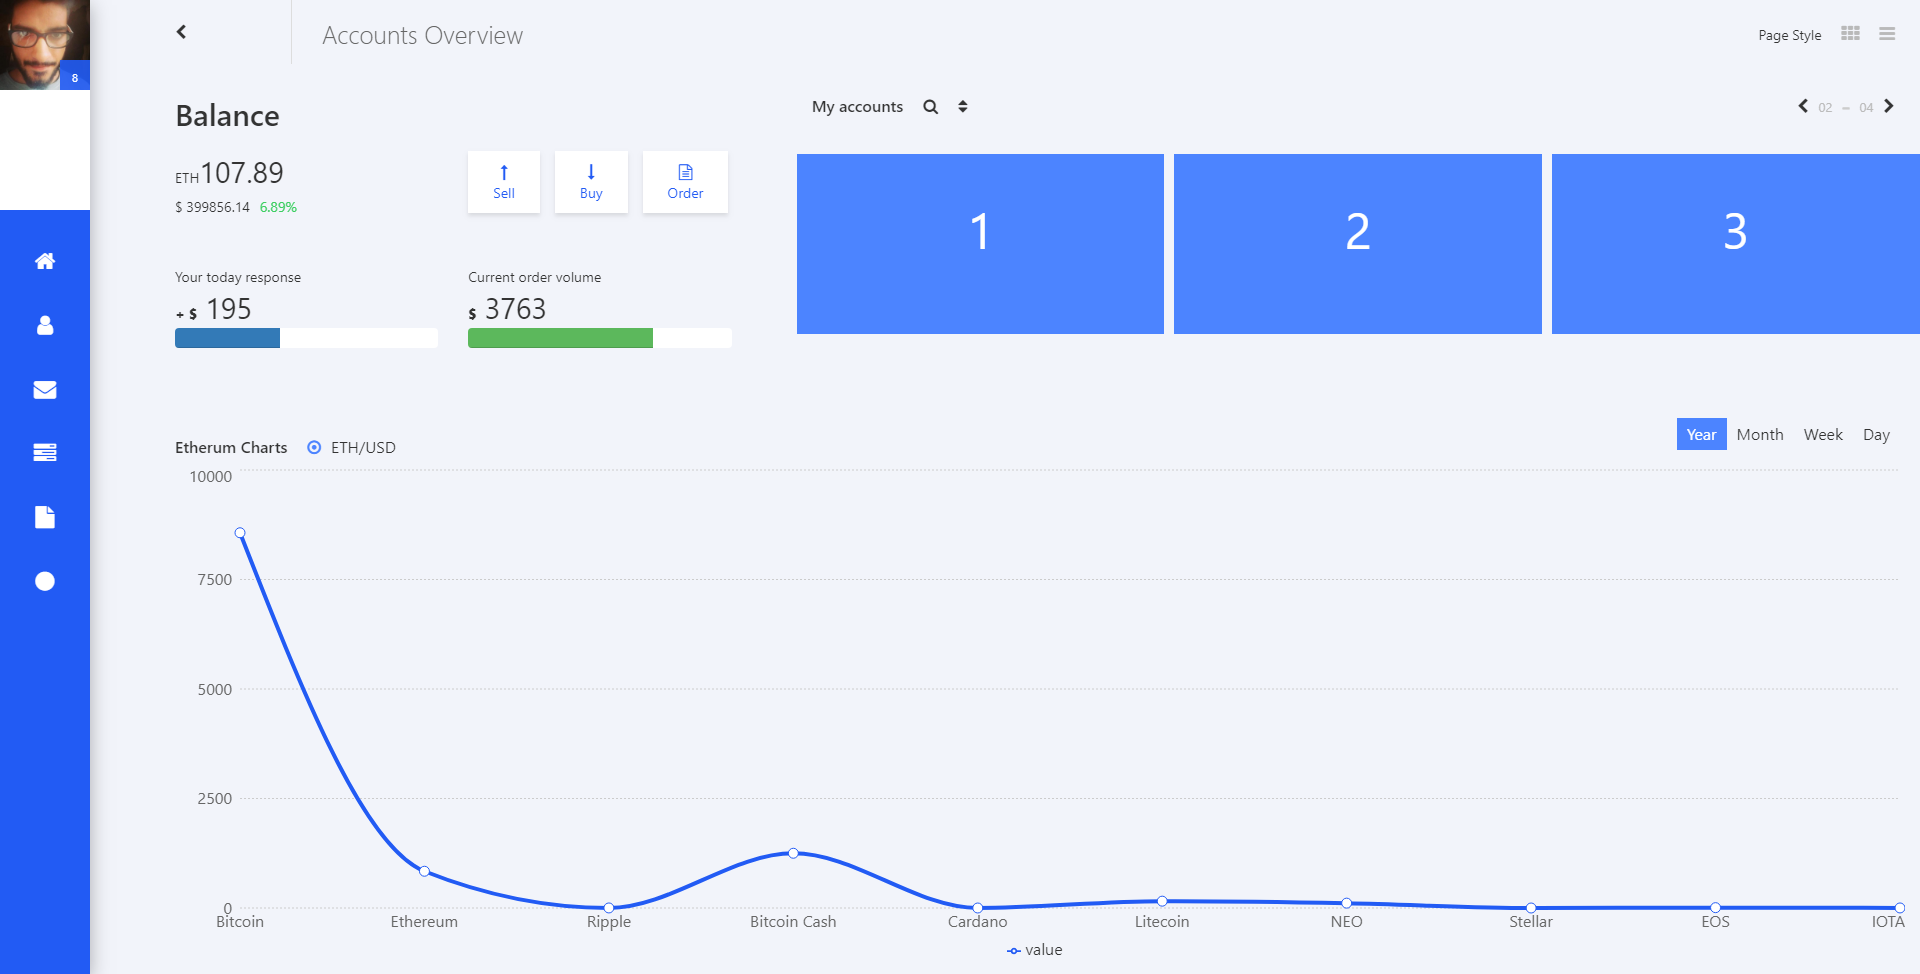 8
Accounts Overview
Page Style
Balance
ETH107.89
$ 399856.14 6.89%
Sell
Buy
Order
Your today response
+ $ 195
Current order volume
$ 3763
My accounts
02 – 04
1
2
3
Etherum Charts ETH/USD
Year Month Week Day
10000
7500
5000
2500
0
Bitcoin Ethereum Ripple Bitcoin Cash Cardano Litecoin NEO Stellar EOS IOTA
value